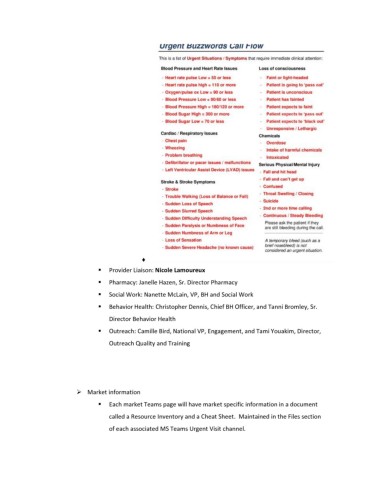 Urgent Buzzwords Call Flow
This is a list of Urgent Situations / Symptoms that require immediate clinical attention:
Blood Pressure and Heart Rate Issues
- Heart rate pulse Low = 50 or less
- Heart rate pulse high = 110 or more
- Oxygen/pulse ox Low = 90 or less
- Blood Pressure Low = 90/60 or less
- Blood Pressure High = 180/120 or more
- Blood Sugar High = 300 or more
- Blood Sugar Low = 70 or less
Cardiac / Respiratory Issues
- Chest pain
- Wheezing
- Problem breathing
- Defibrillator or pacer issues / malfunctions
- Left Ventricular Assist Device (LVAD) issues
Stroke & Stroke Symptoms
- Stroke
- Trouble Walking (Loss of Balance or Fall)
- Sudden Loss of Speech
- Sudden Slurred Speech
- Sudden Difficulty Understanding Speech
- Sudden Paralysis or Numbness of Face
- Sudden Numbness of Arm or Leg
- Loss of Sensation
- Sudden Severe Headache (no known cause)
Loss of consciousness
- Faint or light-headed
- Patient is going to 'pass out'
- Patient is unconscious
- Patient has fainted
- Patient expects to faint
- Patient expects to 'pass out'
- Patient expects to 'black out'
- Unresponsive / Lethargic
Chemicals
- Overdose
- Intake of harmful chemicals
- Intoxicated
Serious Physical/Mental Injury
- Fall and hit head
- Fall and can't get up
- Confused
- Throat Swelling / Closing
- Suicide
- 2nd or more time calling
- Continuous / Steady Bleeding
Please ask the patient if they
are still bleeding during the call.
A temporary bleed (such as a
brief nosebleed) is not
considered an urgent situation.
♦
▪ Provider Liaison: Nicole Lamoureux
▪ Pharmacy: Janelle Hazen, Sr. Director Pharmacy
▪ Social Work: Nanette McLain, VP, BH and Social Work
▪ Behavior Health: Christopher Dennis, Chief BH Officer, and Tanni Bromley, Sr.
Director Behavior Health
▪ Outreach: Camille Bird, National VP, Engagement, and Tami Youakim, Director,
Outreach Quality and Training
➢ Market information
▪ Each market Teams page will have market specific information in a document
called a Resource Inventory and a Cheat Sheet.  Maintained in the Files section
of each associated MS Teams Urgent Visit channel.